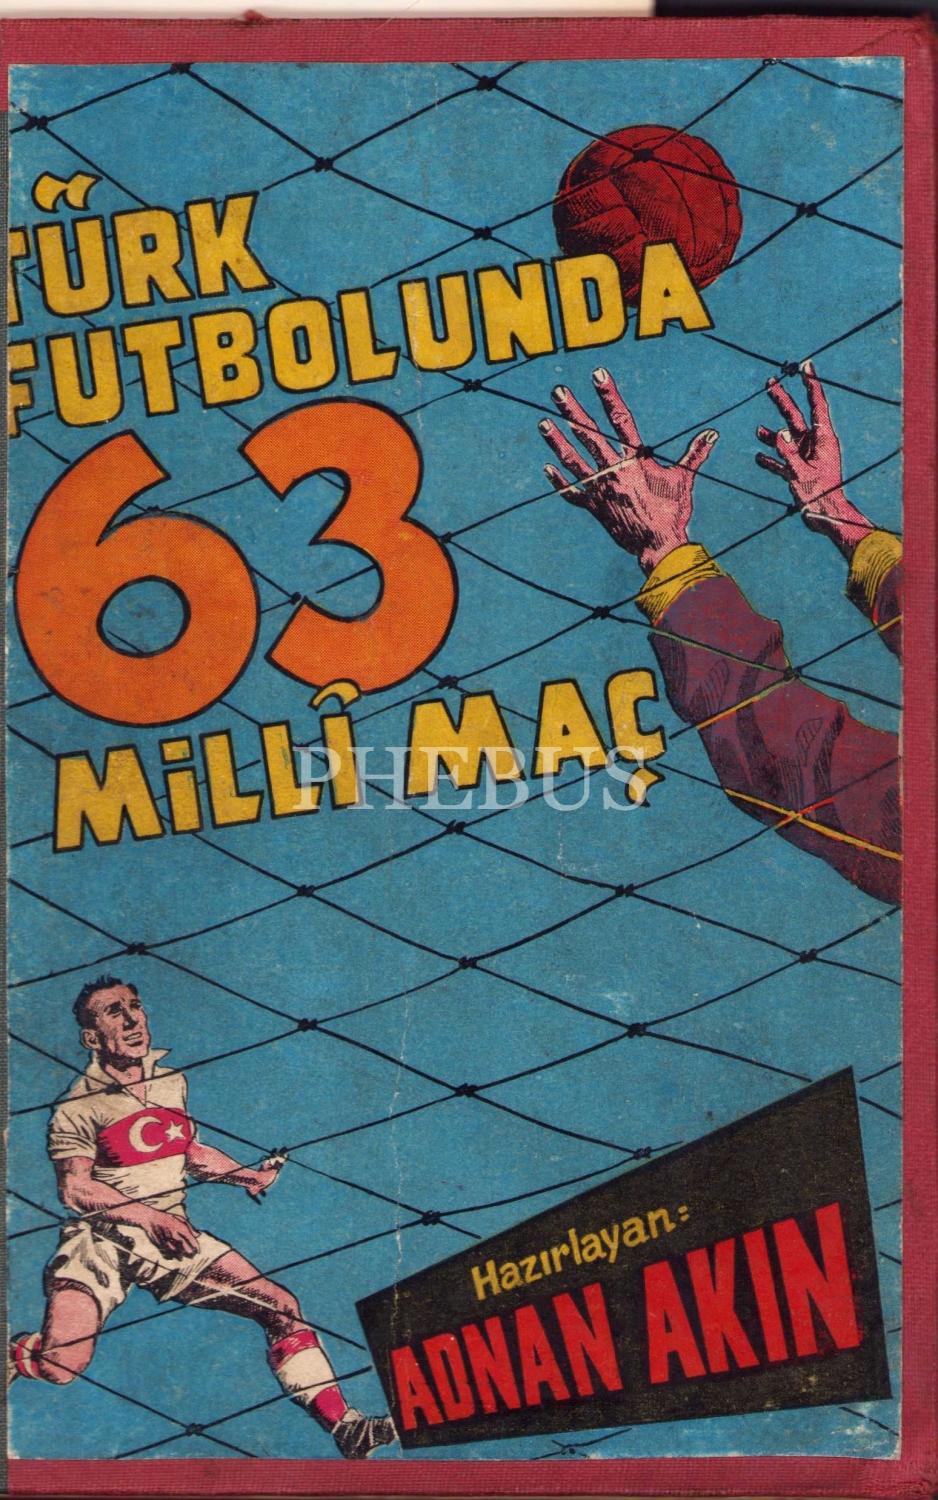 TÜRK
FUTBOLUNDA
63
MİLLÎ MAÇ
PHEBUS
Hazırlayan:
ADNAN AKIN